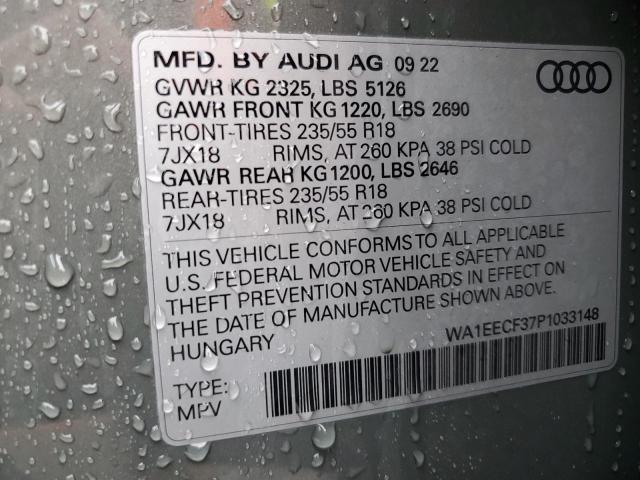 MFD. BY AUDI AG 09 22
GVWR KG 2325, LBS 5126
GAWR FRONT KG 1220, LBS 2690
FRONT-TIRES 235/55 R18
7JX18 RIMS, AT 260 KPA 38 PSI COLD
GAWR REAR KG 1200, LBS 2646
REAR-TIRES 235/55 R18
7JX18 RIMS, AT 260 KPA 38 PSI COLD
THIS VEHICLE CONFORMS TO ALL APPLICABLE
U.S. FEDERAL MOTOR VEHICLE SAFETY AND
THEFT PREVENTION STANDARDS IN EFFECT ON
THE DATE OF MANUFACTURE SHOWN ABOVE.
HUNGARY
WA1EECF37P1033148
TYPE:
MPV